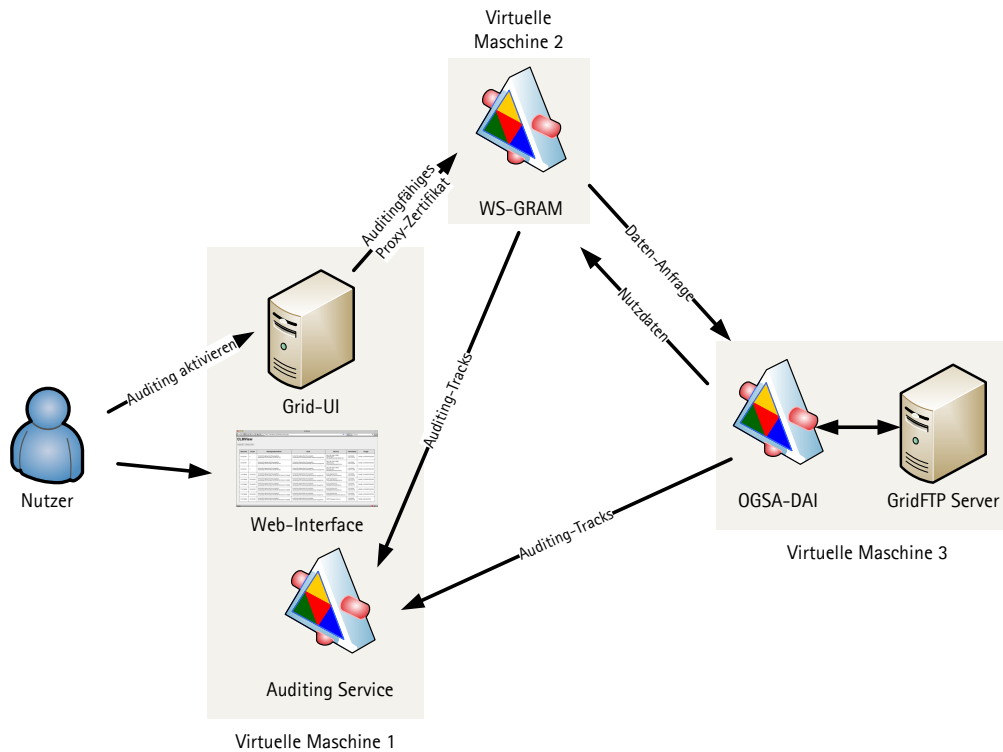 Virtuelle
Maschine 2
WS-GRAM
Auditingfähiges
Proxy-Zertifikat
Daten-Anfrage
Nutzdaten
Auditing aktivieren
Grid-UI
Auditing-Tracks
Nutzer
Web-Interface
OGSA-DAI
GridFTP Server
Auditing-Tracks
Virtuelle Maschine 3
Auditing Service
Virtuelle Maschine 1